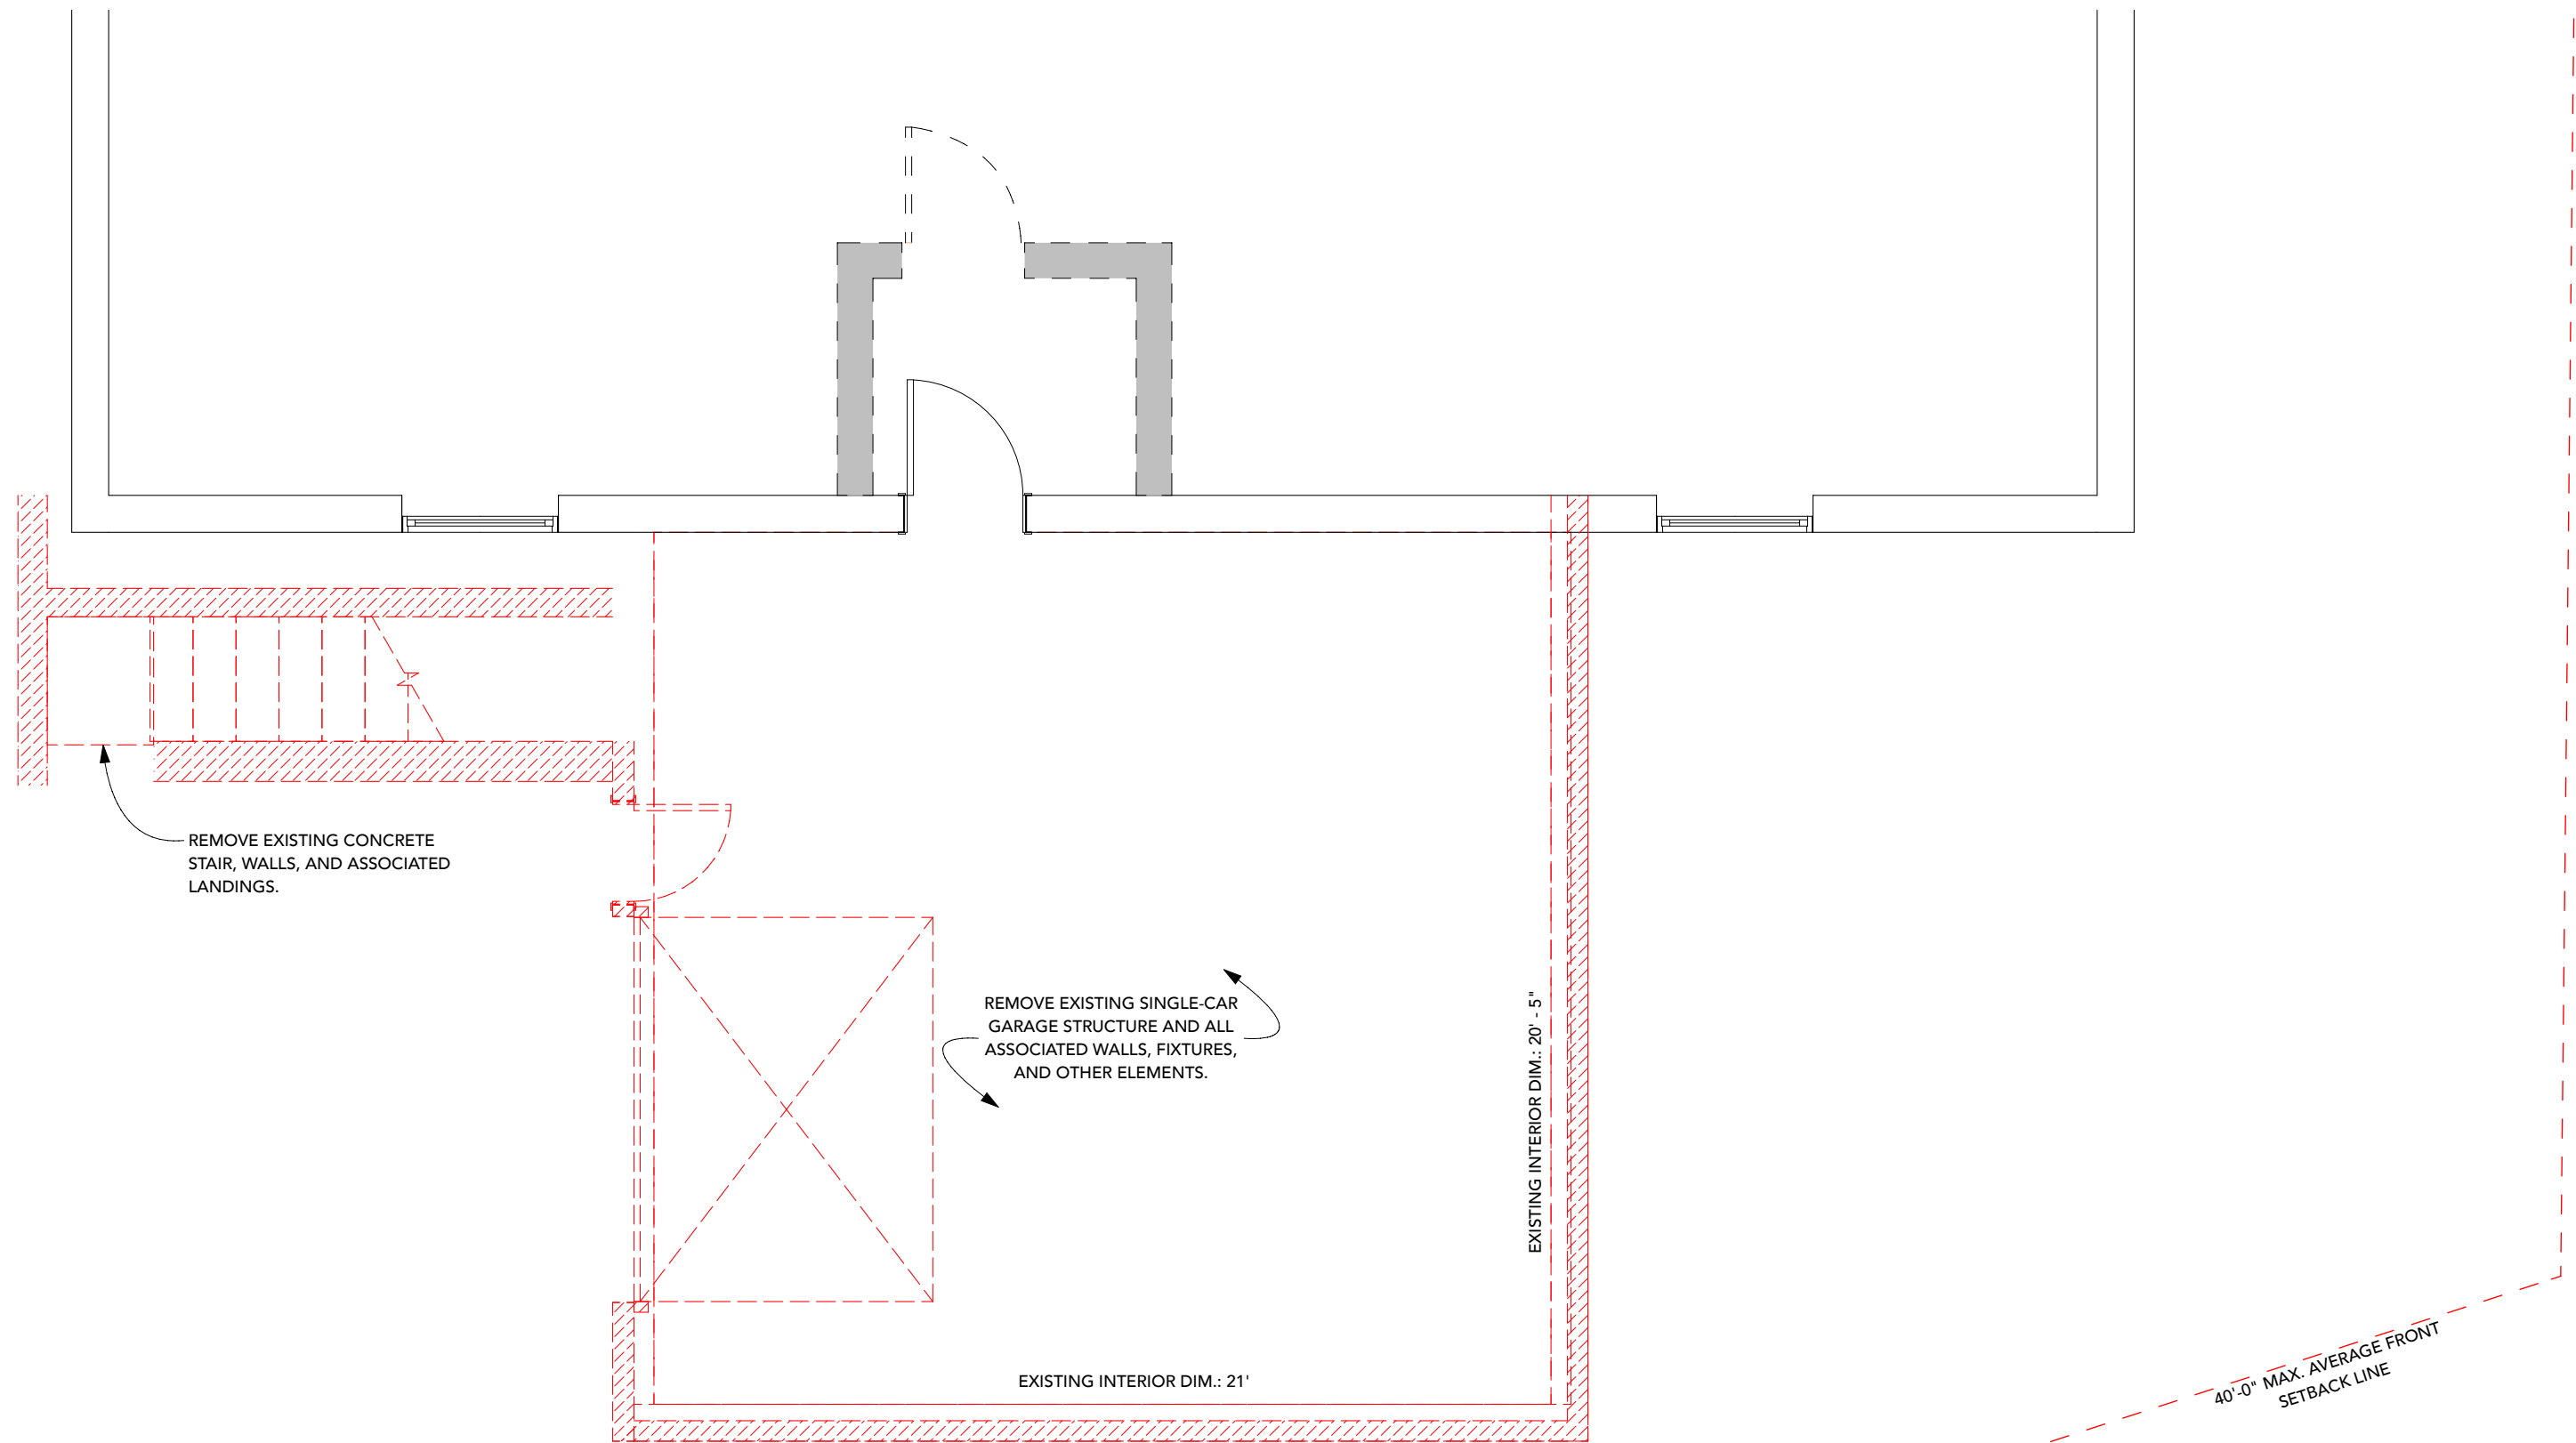 REMOVE EXISTING CONCRETE
STAIR, WALLS, AND ASSOCIATED
LANDINGS.
REMOVE EXISTING SINGLE-CAR
GARAGE STRUCTURE AND ALL
ASSOCIATED WALLS, FIXTURES,
AND OTHER ELEMENTS.
EXISTING INTERIOR DIM.: 20' - 5"
EXISTING INTERIOR DIM.: 21'
40'-0" MAX. AVERAGE FRONT
SETBACK LINE